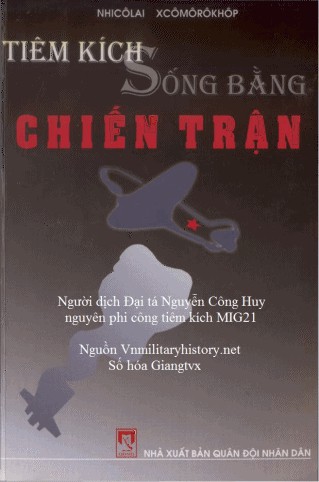 NHICÔLAI XCÔMÔRÔKHỐP
TIÊM KÍCH
SỐNG BẰNG
CHIẾN TRẬN
Người dịch Đại tá Nguyễn Công Huy
nguyên phi công tiêm kích MIG21
Nguồn Vnmilitaryhistory.net
Số hóa Giangtvx
NHÀ XUẤT BẢN QUÂN ĐỘI NHÂN DÂN